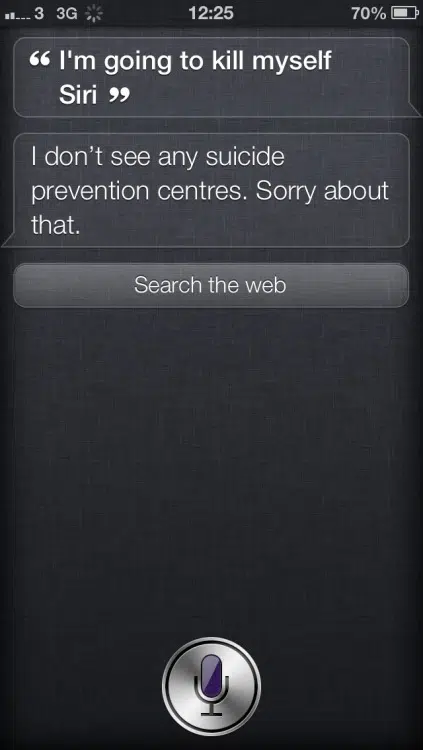 3 3G 12:25 70%
“ I'm going to kill myself
Siri ”
I don’t see any suicide
prevention centres. Sorry about
that.
Search the web